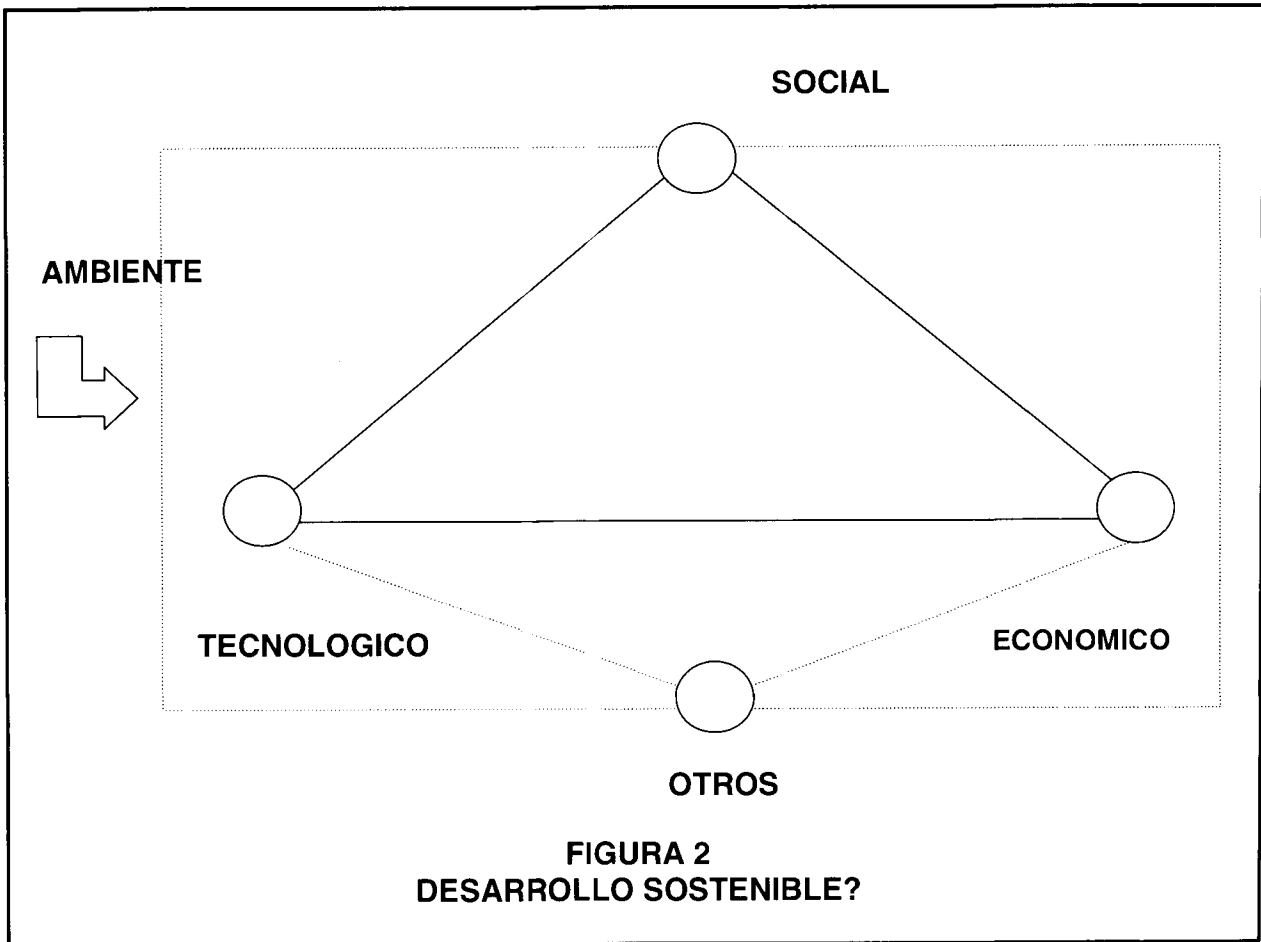 SOCIAL
AMBIENTE
TECNOLOGICO
ECONOMICO
OTROS
FIGURA 2
DESARROLLO SOSTENIBLE?